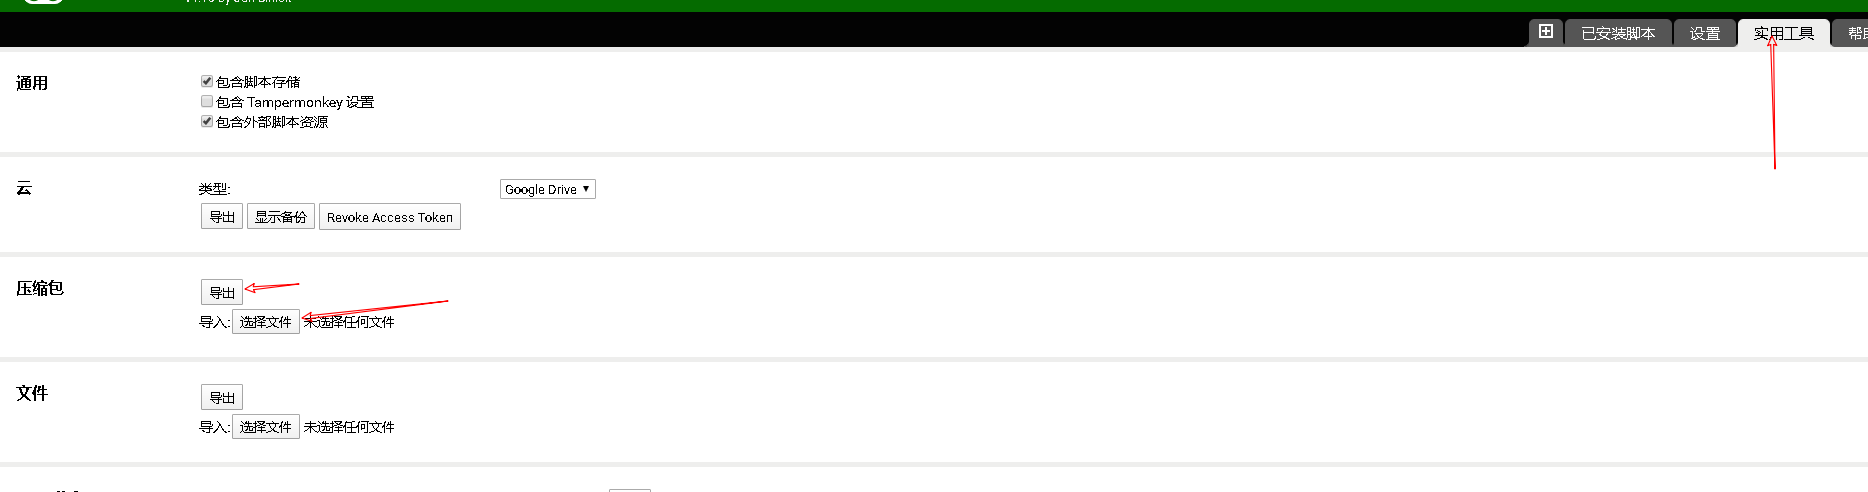 已安装脚本 设置 实用工具
通用
包含脚本存储
包含 Tampermonkey 设置
包含外部脚本资源
云
类型:
Google Drive
导出 显示备份 Revoke Access Token
压缩包
导出
导入: 选择文件 未选择任何文件
文件
导出
导入: 选择文件 未选择任何文件